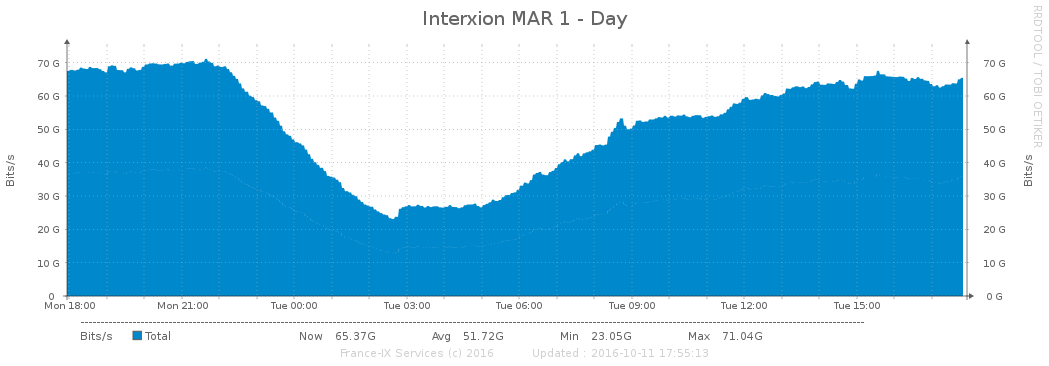 Interxion MAR 1 - Day
RRDTOOL / TOBI OETIKER
Bits/s
70 G 70 G
60 G 60 G
50 G 50 G
40 G 40 G
30 G 30 G
20 G 20 G
10 G 10 G
0 0 G
Bits/s
Mon 18:00 Mon 21:00 Tue 00:00 Tue 03:00 Tue 06:00 Tue 09:00 Tue 12:00 Tue 15:00
Bits/s Total Now 65.37G Avg 51.72G Min 23.05G Max 71.04G
France-IX Services (c) 2016 Updated : 2016-10-11 17:55:13